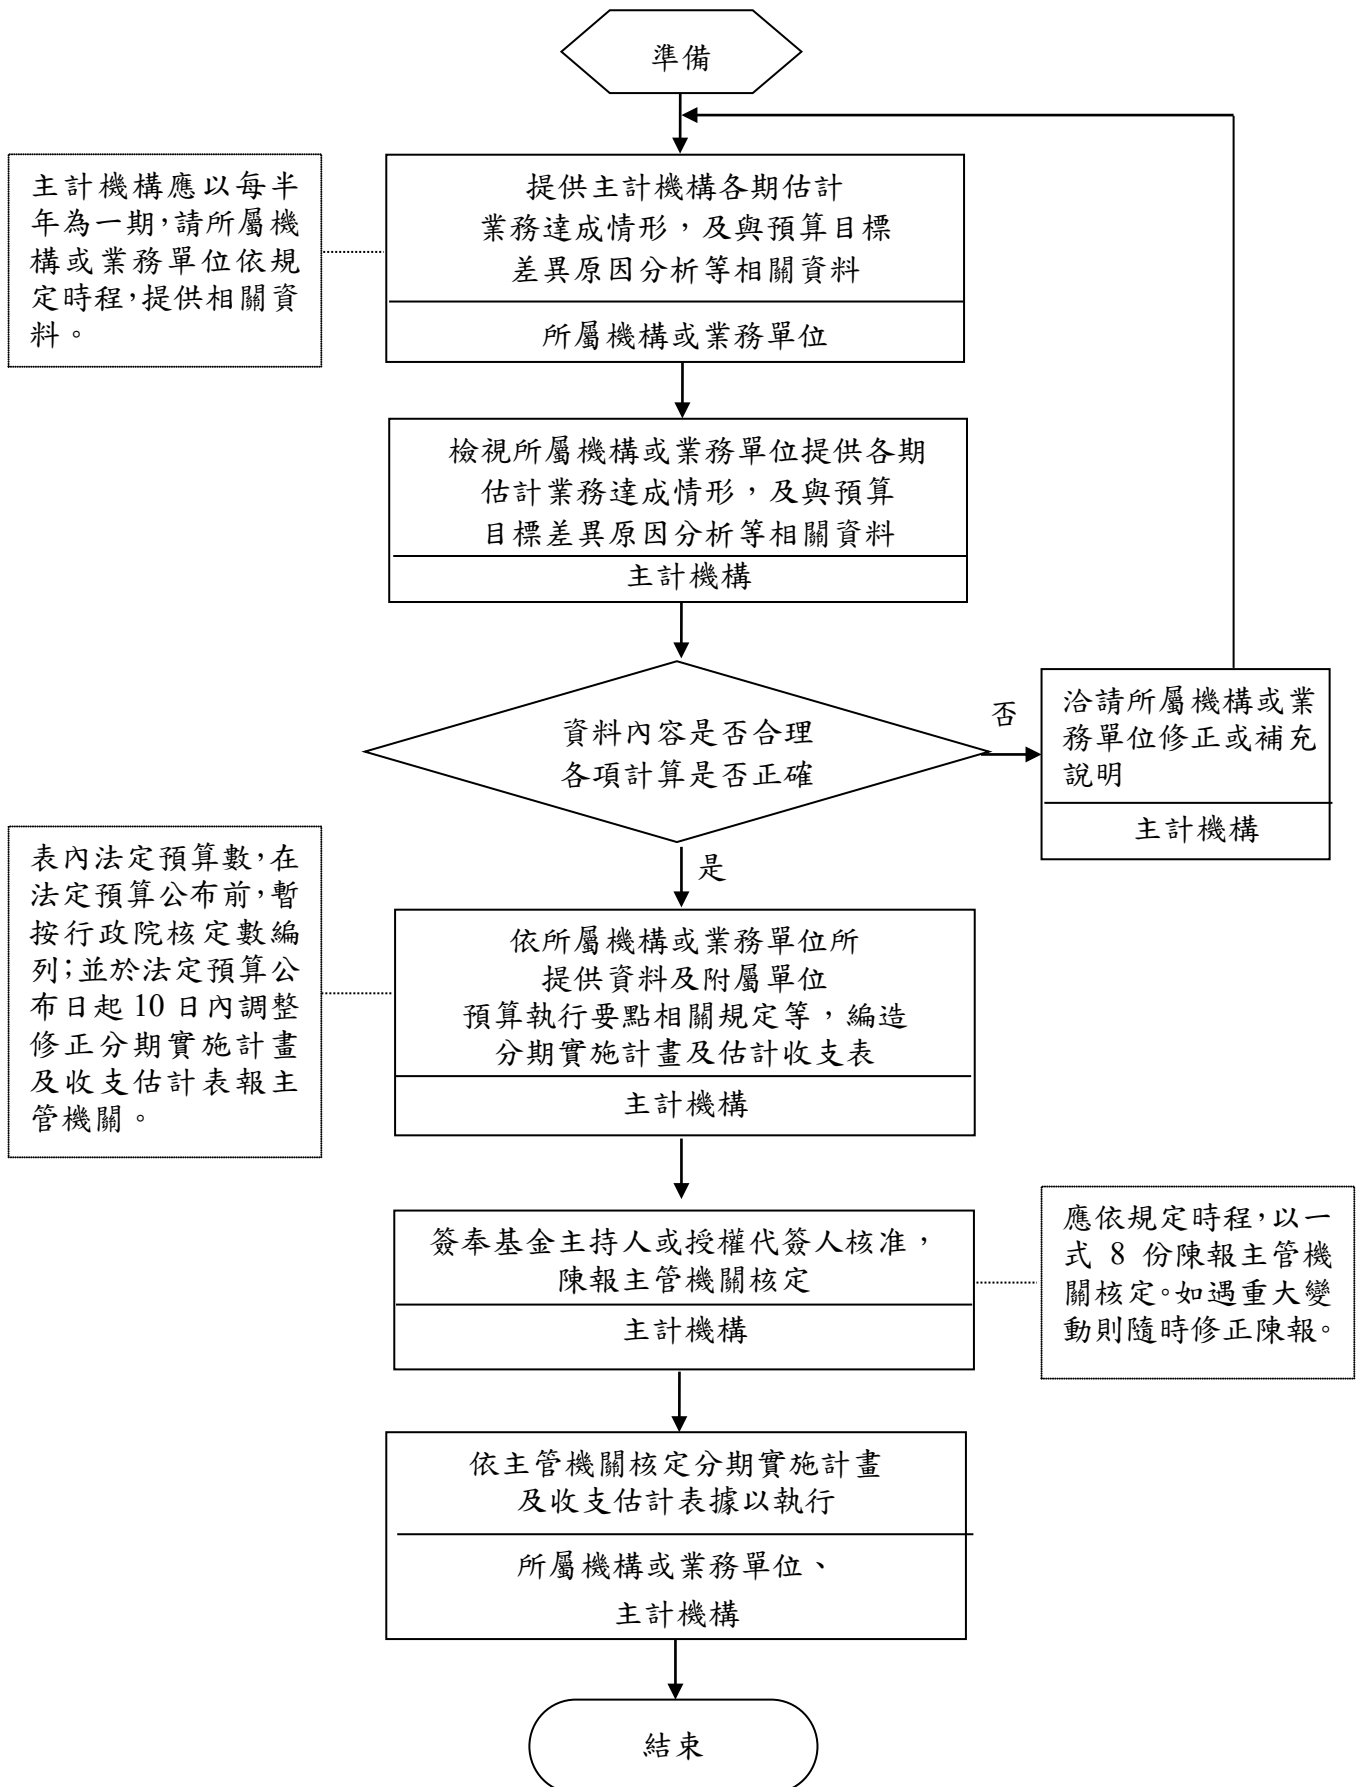 準備
主計機構應以每半
年為一期,請所屬機
構或業務單位依規
定時程,提供相關資
料。
提供主計機構各期估計
業務達成情形,及與預算目標
差異原因分析等相關資料
所屬機構或業務單位
檢視所屬機構或業務單位提供各期
估計業務達成情形,及與預算
目標差異原因分析等相關資料
主計機構
資料內容是否合理
各項計算是否正確
否
洽請所屬機構或業
務單位修正或補充
說明
主計機構
是
表內法定預算數,在
法定預算公布前,暫
按行政院核定數編
列;並於法定預算公
布日起 10 日內調整
修正分期實施計畫
及收支估計表報主
管機關。
依所屬機構或業務單位所
提供資料及附屬單位
預算執行要點相關規定等,編造
分期實施計畫及估計收支表
主計機構
簽奉基金主持人或授權代簽人核准,
陳報主管機關核定
主計機構
應依規定時程,以一
式 8 份陳報主管機
關核定。如遇重大變
動則隨時修正陳報。
依主管機關核定分期實施計畫
及收支估計表據以執行
所屬機構或業務單位、
主計機構
結束